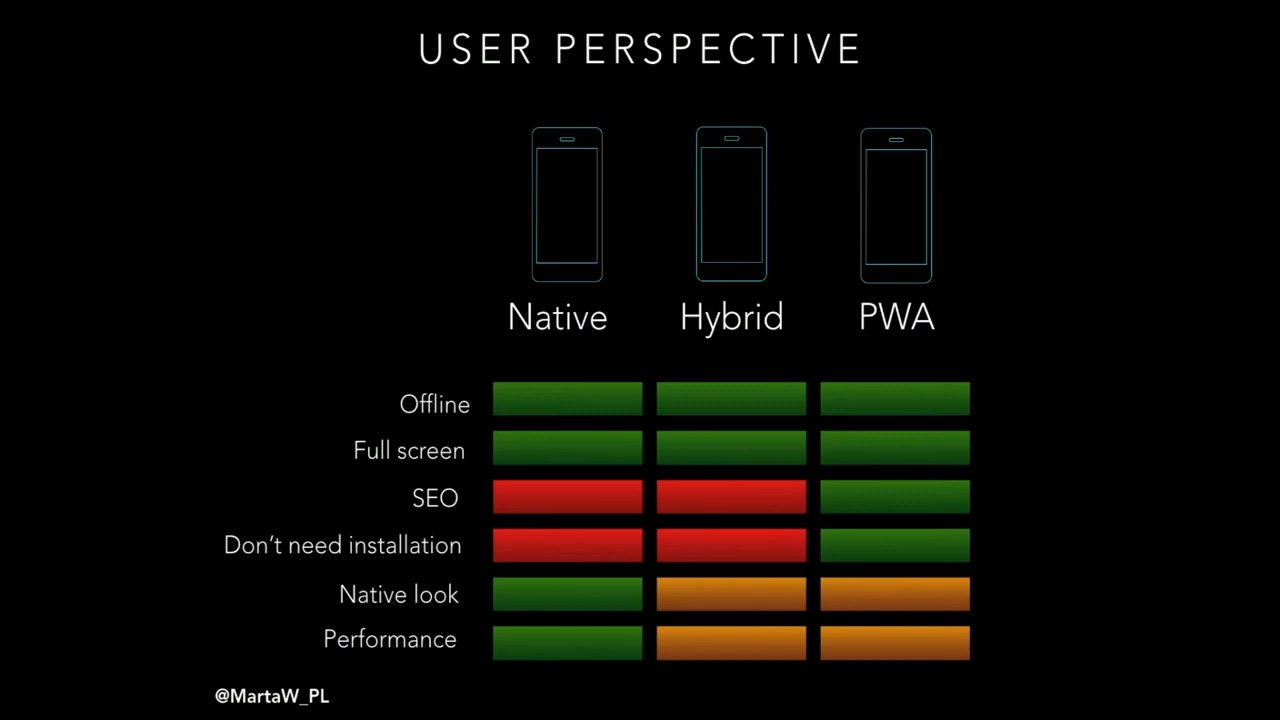 USER PERSPECTIVE
Native Hybrid PWA
Offline
Full screen
SEO
Don’t need installation
Native look
Performance
@MartaW_PL